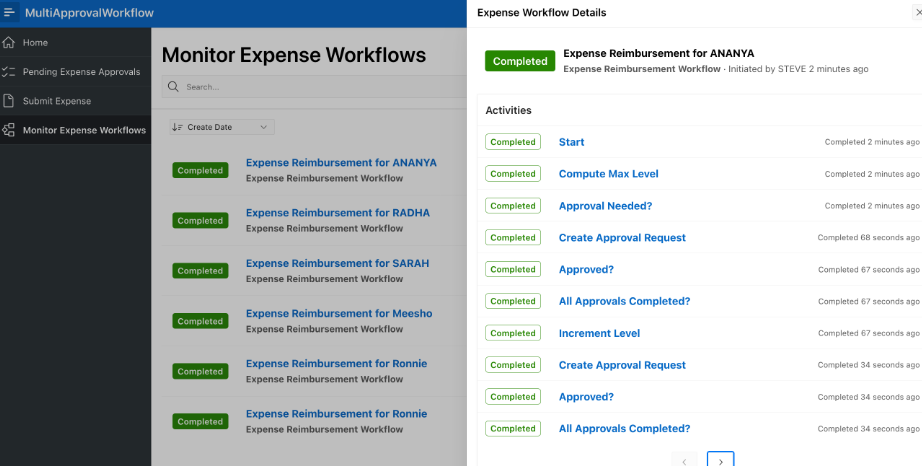 MultiApprovalWorkflow
Home
Pending Expense Approvals
Submit Expense
Monitor Expense Workflows
Monitor Expense Workflows
Search...
Create Date
Completed
Expense Reimbursement for ANANYA
Expense Reimbursement Workflow
Completed
Expense Reimbursement for RADHA
Expense Reimbursement Workflow
Completed
Expense Reimbursement for SARAH
Expense Reimbursement Workflow
Completed
Expense Reimbursement for Meesho
Expense Reimbursement Workflow
Completed
Expense Reimbursement for Ronnie
Expense Reimbursement Workflow
Completed
Expense Reimbursement for Ronnie
Expense Reimbursement Workflow
Expense Workflow Details
Completed
Expense Reimbursement for ANANYA
Expense Reimbursement Workflow · Initiated by STEVE 2 minutes ago
Activities
Completed Start Completed 2 minutes ago
Completed Compute Max Level Completed 2 minutes ago
Completed Approval Needed? Completed 2 minutes ago
Completed Create Approval Request Completed 68 seconds ago
Completed Approved? Completed 67 seconds ago
Completed All Approvals Completed? Completed 67 seconds ago
Completed Increment Level Completed 67 seconds ago
Completed Create Approval Request Completed 34 seconds ago
Completed Approved? Completed 34 seconds ago
Completed All Approvals Completed? Completed 34 seconds ago